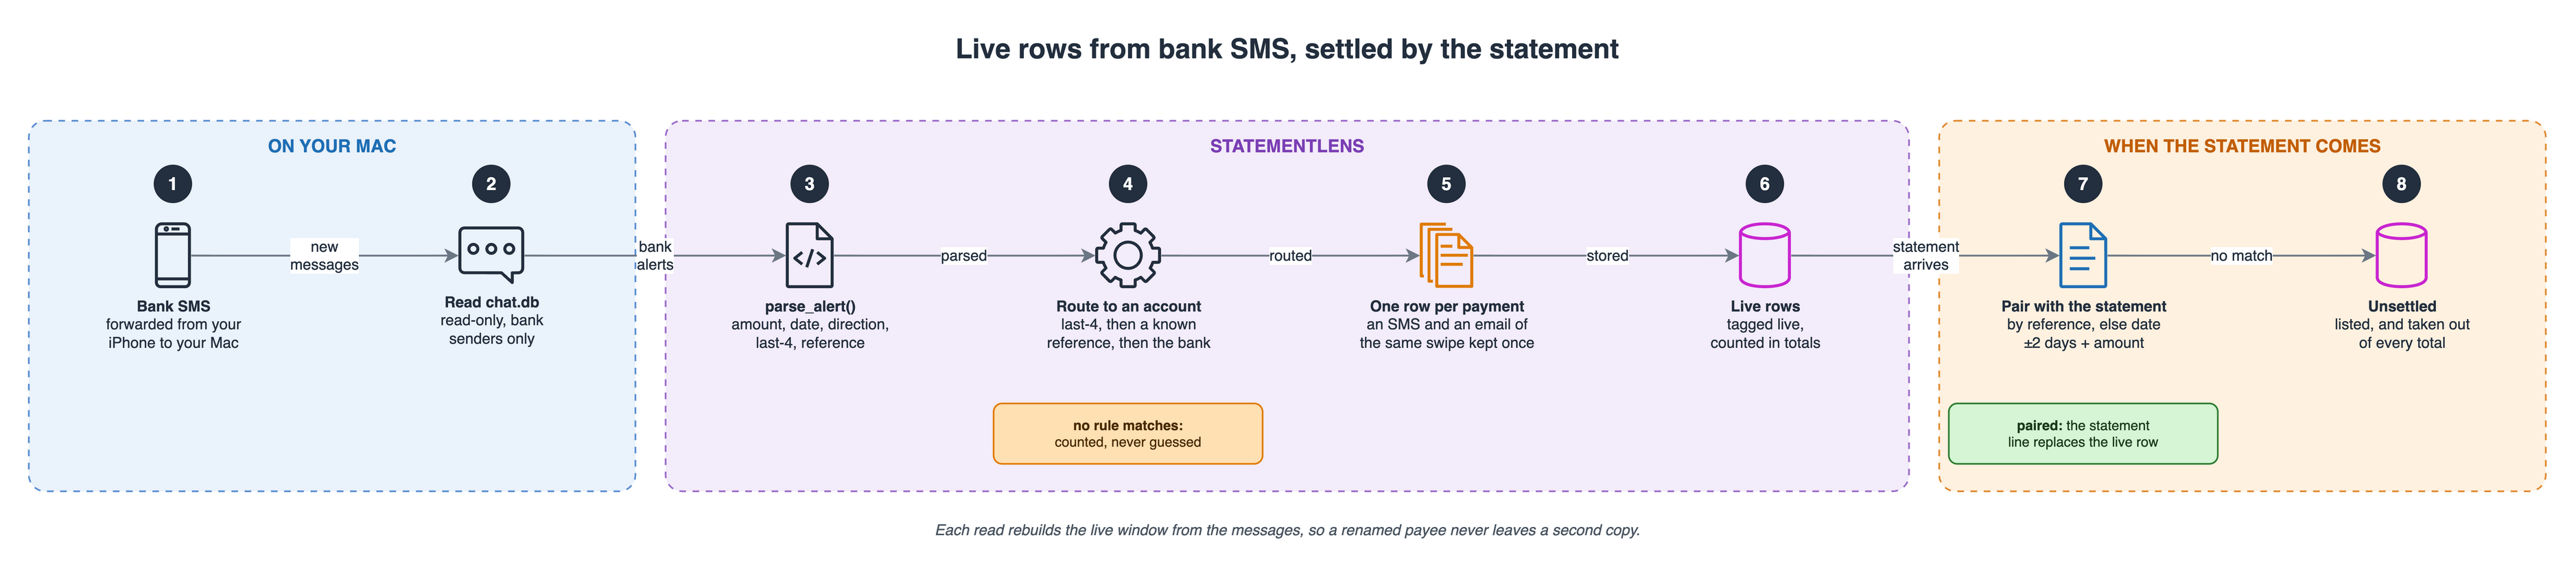 Live rows from bank SMS, settled by the statement
ON YOUR MAC
1
2
new
messages
Bank SMS
forwarded from your
iPhone to your Mac
Read chat.db
read-only, bank
senders only
bank
alerts
STATEMENTLENS
3
4
5
6
</>
parsed
routed
stored
parse_alert()
amount, date, direction,
last-4, reference
Route to an account
last-4, then a known
reference, then the bank
One row per payment
an SMS and an email of
the same swipe kept once
Live rows
tagged live,
counted in totals
no rule matches:
counted, never guessed
statement
arrives
WHEN THE STATEMENT COMES
7
8
no match
Pair with the statement
by reference, else date
±2 days + amount
Unsettled
listed, and taken out
of every total
paired: the statement
line replaces the live row
Each read rebuilds the live window from the messages, so a renamed payee never leaves a second copy.